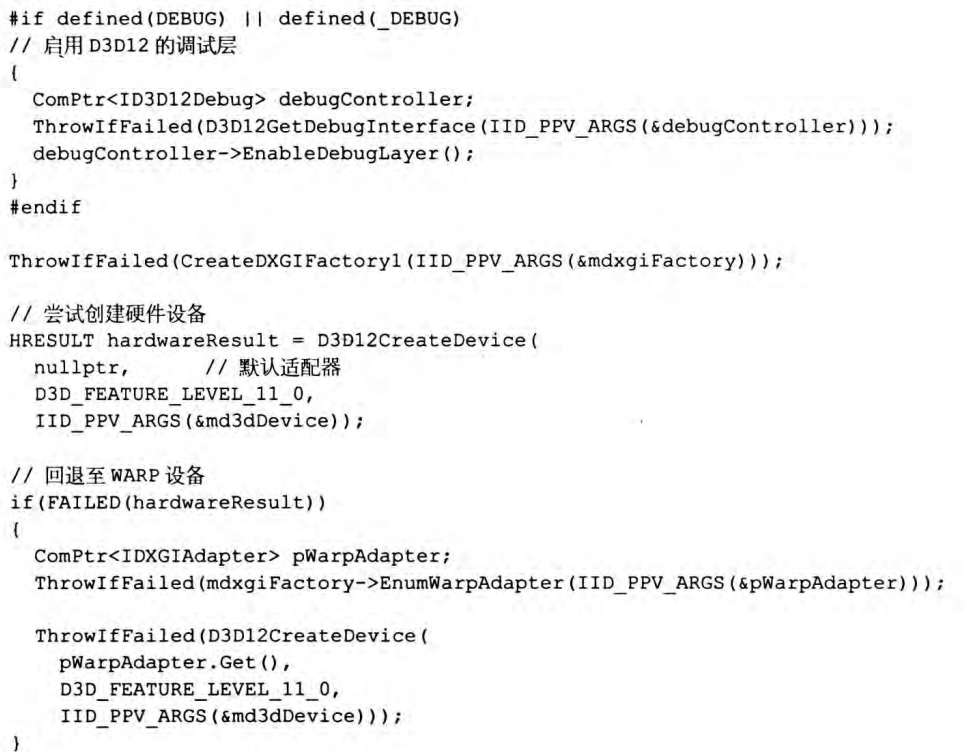 #if defined(DEBUG) || defined(_DEBUG)
// 启用 D3D12 的调试层
{
  ComPtr<ID3D12Debug> debugController;
  ThrowIfFailed(D3D12GetDebugInterface(IID_PPV_ARGS(&debugController)));
  debugController->EnableDebugLayer();
}
#endif

ThrowIfFailed(CreateDXGIFactory1(IID_PPV_ARGS(&mdxgiFactory)));

// 尝试创建硬件设备
HRESULT hardwareResult = D3D12CreateDevice(
  nullptr,       // 默认适配器
  D3D_FEATURE_LEVEL_11_0,
  IID_PPV_ARGS(&md3dDevice));

// 回退至 WARP 设备
if(FAILED(hardwareResult))
{
  ComPtr<IDXGIAdapter> pWarpAdapter;
  ThrowIfFailed(mdxgiFactory->EnumWarpAdapter(IID_PPV_ARGS(&pWarpAdapter)));

  ThrowIfFailed(D3D12CreateDevice(
    pWarpAdapter.Get(),
    D3D_FEATURE_LEVEL_11_0,
    IID_PPV_ARGS(&md3dDevice)));
}